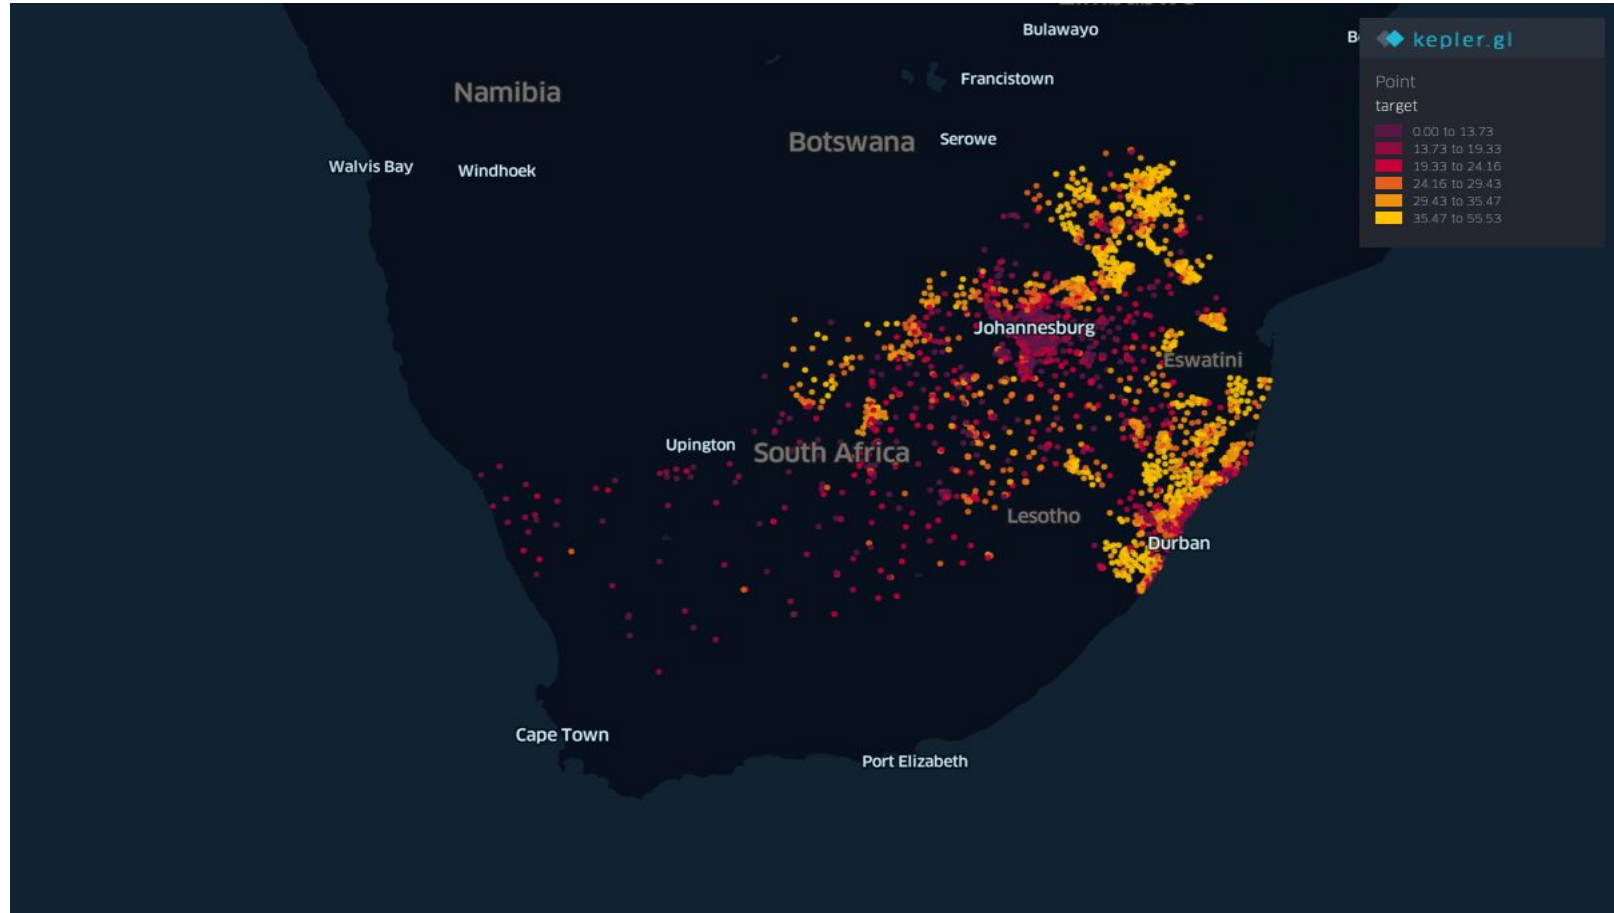 Bulawayo
kepler.gl
Francistown
Namibia
Point
target
0.00 to 13.73
13.73 to 19.33
19.33 to 24.16
24.16 to 29.43
29.43 to 35.47
35.47 to 55.53
Botswana
Serowe
Walvis Bay
Windhoek
Johannesburg
Eswatini
Upington
South Africa
Lesotho
Durban
Cape Town
Port Elizabeth